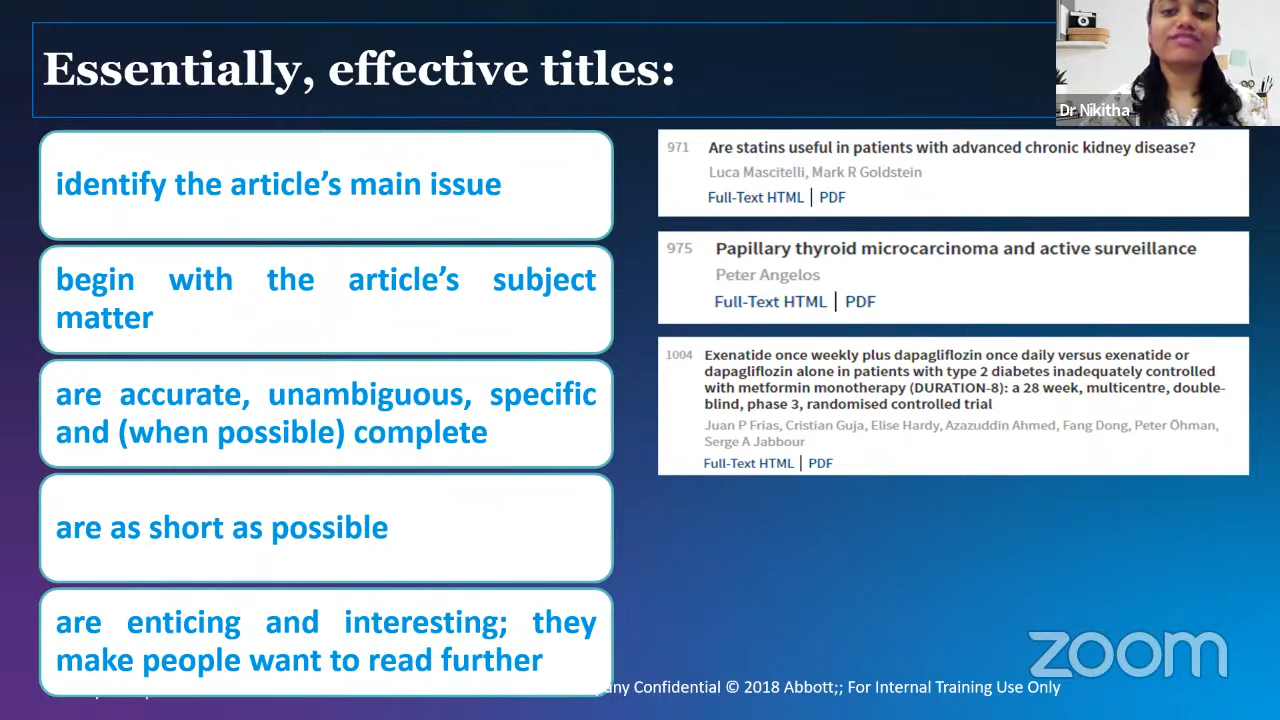 Essentially, effective titles:
Dr Nikitha
identify the article's main issue
begin with the article's subject
matter
are accurate, unambiguous, specific
and (when possible) complete
are as short as possible
are enticing and interesting; they
make people want to read further
971 Are statins useful in patients with advanced chronic kidney disease?
Luca Mascitelli, Mark R Goldstein
Full-Text HTML | PDF
975 Papillary thyroid microcarcinoma and active surveillance
Peter Angelos
Full-Text HTML | PDF
1004 Exenatide once weekly plus dapagliflozin once daily versus exenatide or
dapagliflozin alone in patients with type 2 diabetes inadequately controlled
with metformin monotherapy (DURATION-8): a 28 week, multicentre, double-
blind, phase 3, randomised controlled trial
Juan P Frias, Cristian Guja, Elise Hardy, Azazuddin Ahmed, Fang Dong, Peter Öhman,
Serge A Jabbour
Full-Text HTML | PDF
zoom
Confidential © 2018 Abbott;; For Internal Training Use Only